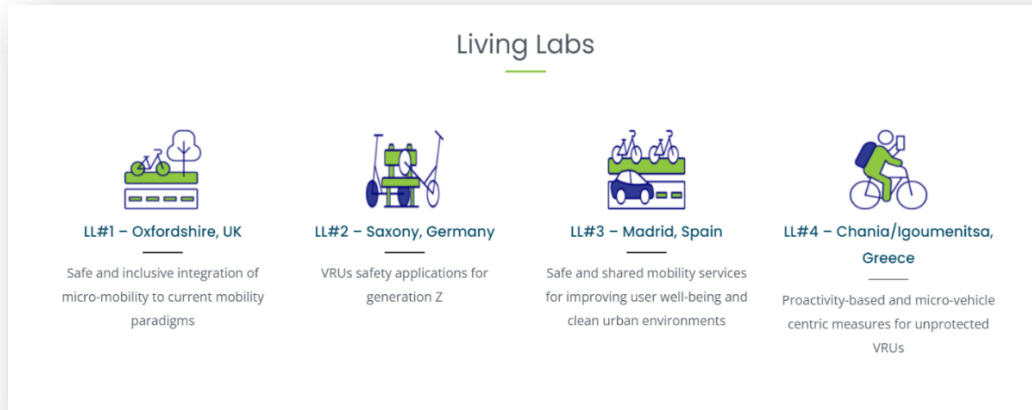 Living Labs
LL#1 – Oxfordshire, UK
Safe and inclusive integration of
micro-mobility to current mobility
paradigms
LL#2 – Saxony, Germany
VRUs safety applications for
generation Z
LL#3 – Madrid, Spain
Safe and shared mobility services
for improving user well-being and
clean urban environments
LL#4 – Chania/Igoumenitsa,
Greece
Proactivity-based and micro-vehicle
centric measures for unprotected
VRUs